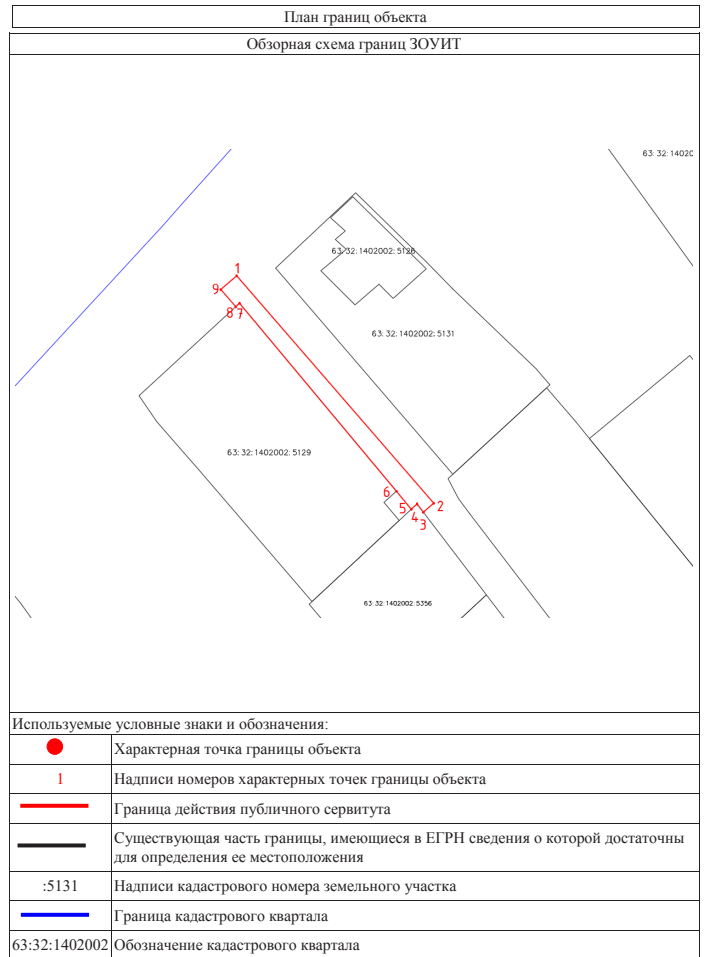 План границ объекта
Обзорная схема границ ЗОУИТ
63:32:14020
63:32:1402002:5126
1
9
8
7
63:32:1402002:5131
63:32:1402002:5129
6
5
4
2
3
63:32:1402002:5356
Используемые условные знаки и обозначения:
Характерная точка границы объекта
1 Надписи номеров характерных точек границы объекта
Граница действия публичного сервитута
Существующая часть границы, имеющиеся в ЕГРН сведения о которой достаточны
для определения ее местоположения
:5131 Надписи кадастрового номера земельного участка
Граница кадастрового квартала
63:32:1402002 Обозначение кадастрового квартала